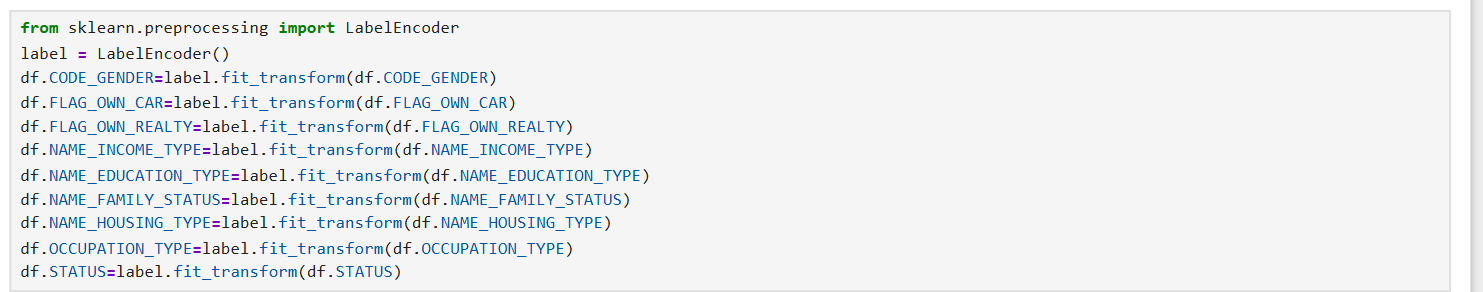 from sklearn.preprocessing import LabelEncoder
label = LabelEncoder()
df.CODE_GENDER=label.fit_transform(df.CODE_GENDER)
df.FLAG_OWN_CAR=label.fit_transform(df.FLAG_OWN_CAR)
df.FLAG_OWN_REALTY=label.fit_transform(df.FLAG_OWN_REALTY)
df.NAME_INCOME_TYPE=label.fit_transform(df.NAME_INCOME_TYPE)
df.NAME_EDUCATION_TYPE=label.fit_transform(df.NAME_EDUCATION_TYPE)
df.NAME_FAMILY_STATUS=label.fit_transform(df.NAME_FAMILY_STATUS)
df.NAME_HOUSING_TYPE=label.fit_transform(df.NAME_HOUSING_TYPE)
df.OCCUPATION_TYPE=label.fit_transform(df.OCCUPATION_TYPE)
df.STATUS=label.fit_transform(df.STATUS)